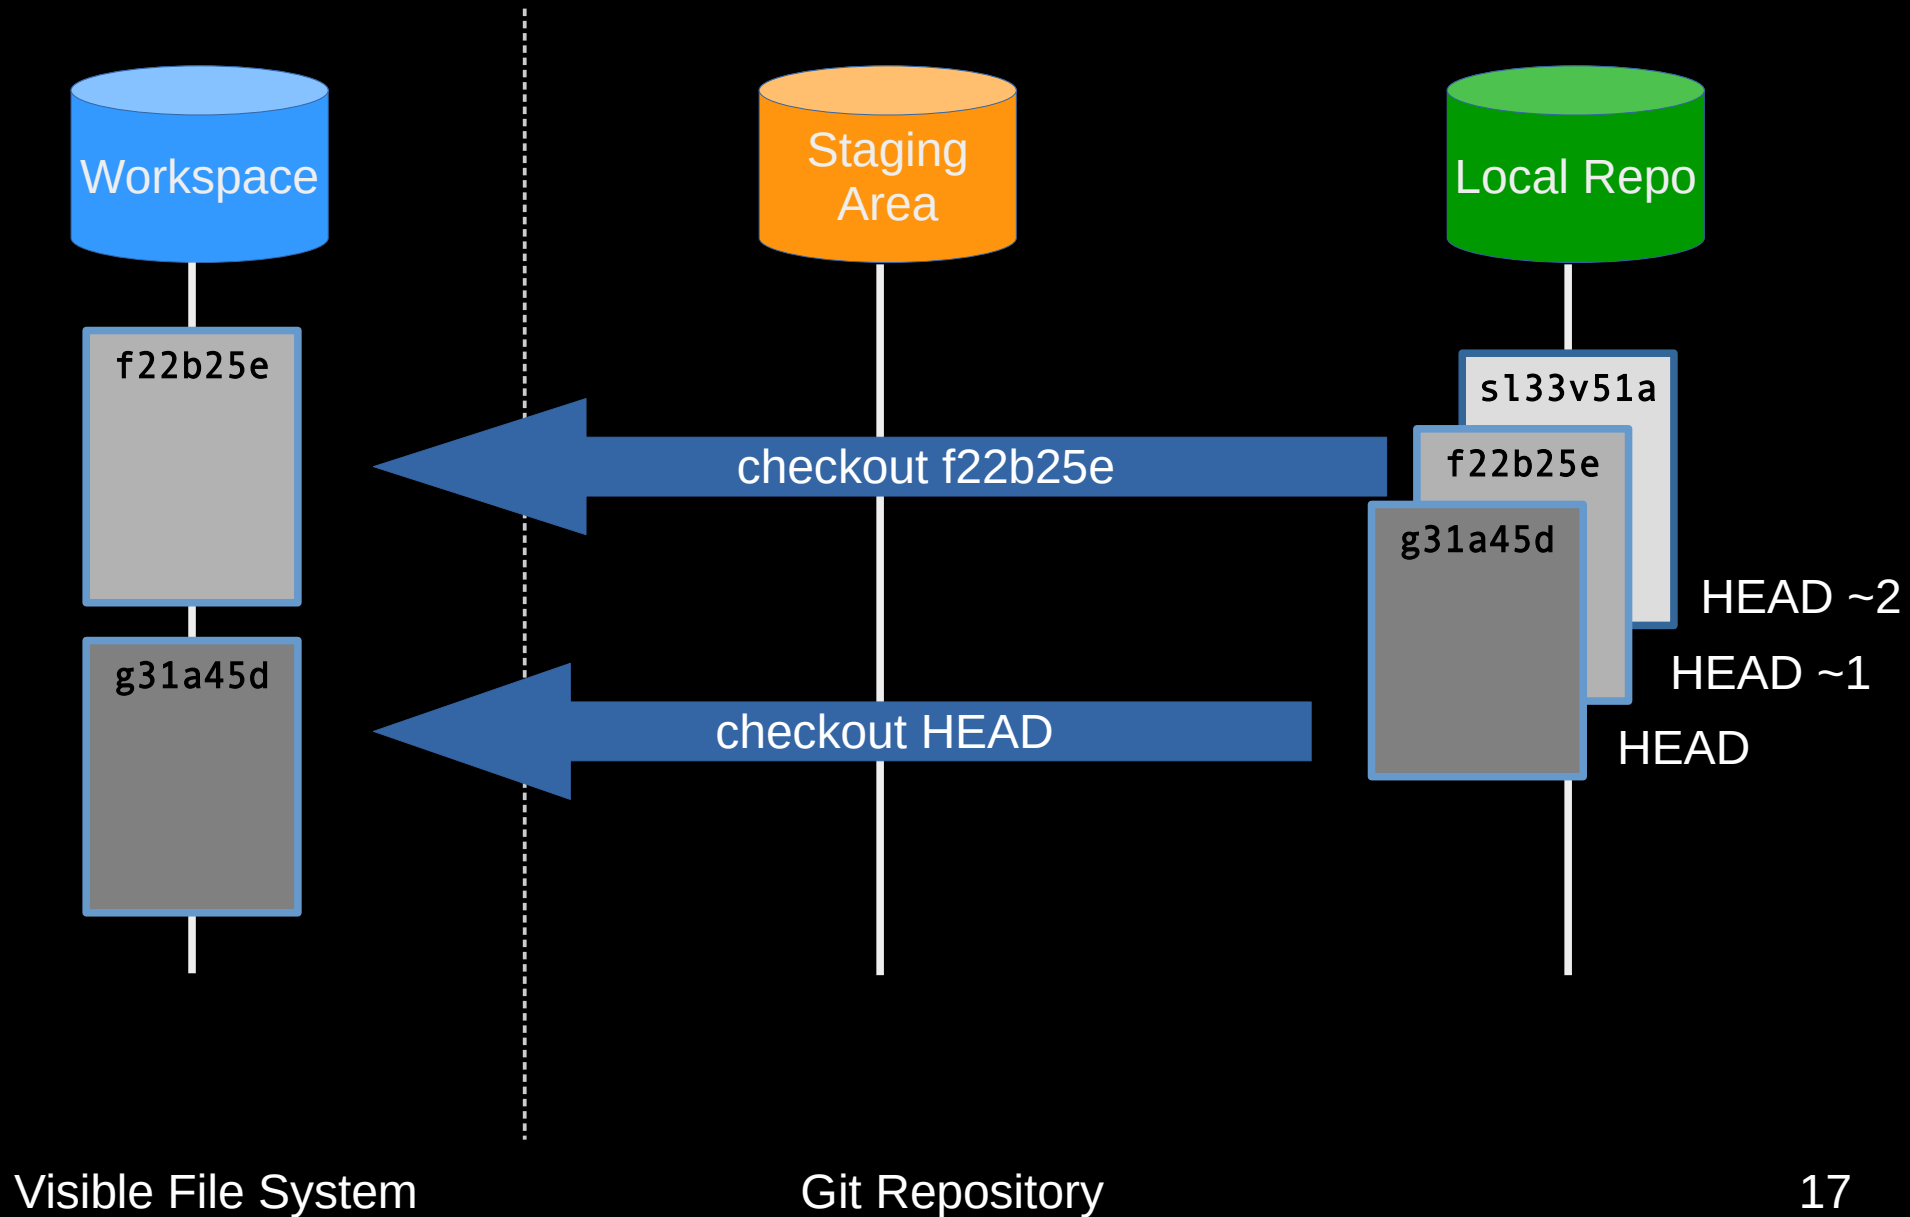 Workspace
Staging
Area
Local Repo
f22b25e
sl33v51a
checkout f22b25e
f22b25e
g31a45d
HEAD ~2
g31a45d
HEAD ~1
checkout HEAD
HEAD
Visible File System
Git Repository
17